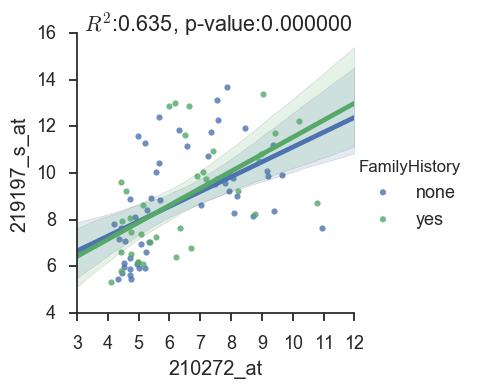 R²:0.635, p-value:0.000000
16
14
12
10
8
6
4
219197_s_at
3 4 5 6 7 8 9 10 11 12
210272_at
FamilyHistory
none
yes